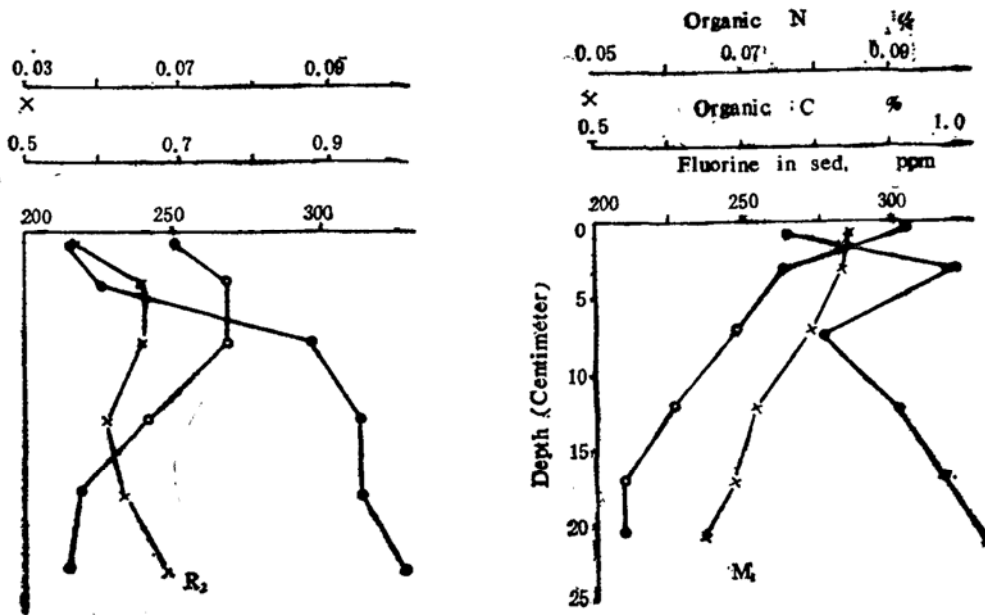 0.03 0.07 0.09
×
0.5 0.7 0.9
200 250 300
R₂
Organic N %
0.05 0.07 0.09
×
Organic C %
0.5 1.0
Fluorine in sed. ppm
200 250 300
0
5
10
15
20
25
Depth (Centimeter)